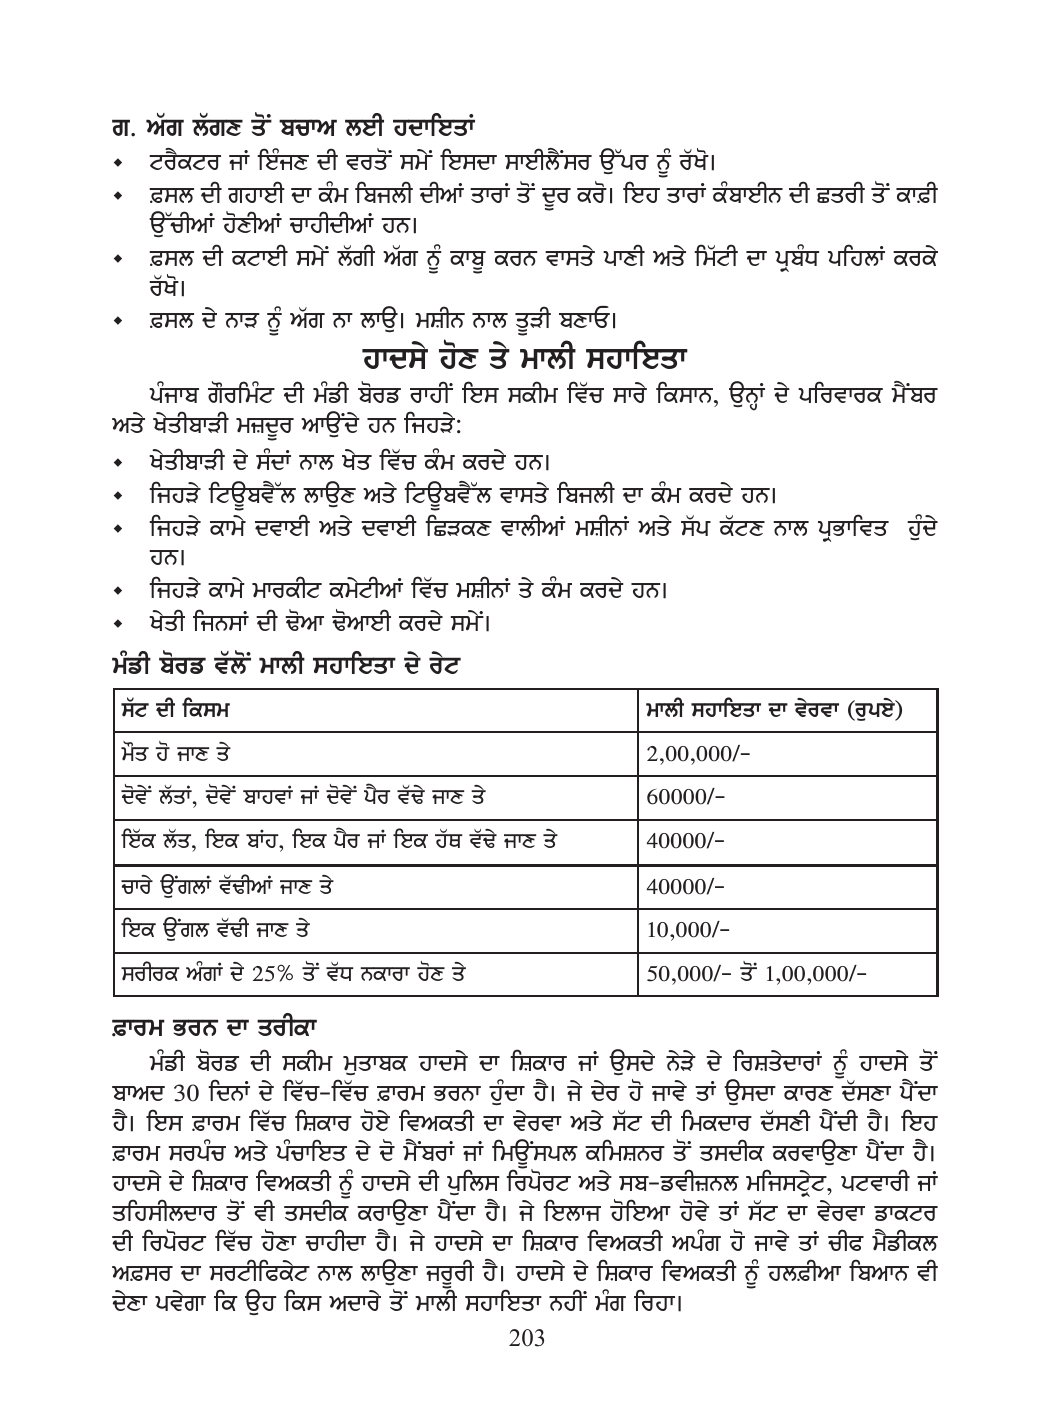 ਗ. ਅੱਗ ਲੱਗਣ ਤੋਂ ਬਚਾਅ ਲਈ ਹਦਾਇਤਾਂ
⬩ ਟਰੈਕਟਰ ਜਾਂ ਇੰਜਣ ਦੀ ਵਰਤੋਂ ਸਮੇਂ ਇਸਦਾ ਸਾਈਲੈਂਸਰ ਉੱਪਰ ਨੂੰ ਰੱਖੋ।
⬩ ਫ਼ਸਲ ਦੀ ਗਹਾਈ ਦਾ ਕੰਮ ਬਿਜਲੀ ਦੀਆਂ ਤਾਰਾਂ ਤੋਂ ਦੂਰ ਕਰੋ। ਇਹ ਤਾਰਾਂ ਕੰਬਾਈਨ ਦੀ ਛਤਰੀ ਤੋਂ ਕਾਫ਼ੀ
ਉੱਚੀਆਂ ਹੋਣੀਆਂ ਚਾਹੀਦੀਆਂ ਹਨ।
⬩ ਫ਼ਸਲ ਦੀ ਕਟਾਈ ਸਮੇਂ ਲੱਗੀ ਅੱਗ ਨੂੰ ਕਾਬੂ ਕਰਨ ਵਾਸਤੇ ਪਾਣੀ ਅਤੇ ਮਿੱਟੀ ਦਾ ਪ੍ਰਬੰਧ ਪਹਿਲਾਂ ਕਰਕੇ
ਰੱਖੋ।
⬩ ਫ਼ਸਲ ਦੇ ਨਾੜ ਨੂੰ ਅੱਗ ਨਾ ਲਾਉ। ਮਸ਼ੀਨ ਨਾਲ ਤੂੜੀ ਬਣਾਓ।
ਹਾਦਸੇ ਹੋਣ ਤੇ ਮਾਲੀ ਸਹਾਇਤਾ
ਪੰਜਾਬ ਗੌਰਮਿੰਟ ਦੀ ਮੰਡੀ ਬੋਰਡ ਰਾਹੀਂ ਇਸ ਸਕੀਮ ਵਿੱਚ ਸਾਰੇ ਕਿਸਾਨ, ਉਨ੍ਹਾਂ ਦੇ ਪਰਿਵਾਰਕ ਮੈਂਬਰ
ਅਤੇ ਖੇਤੀਬਾੜੀ ਮਜ਼ਦੂਰ ਆਉਂਦੇ ਹਨ ਜਿਹੜੇ:
⬩ ਖੇਤੀਬਾੜੀ ਦੇ ਸੰਦਾਂ ਨਾਲ ਖੇਤ ਵਿੱਚ ਕੰਮ ਕਰਦੇ ਹਨ।
⬩ ਜਿਹੜੇ ਟਿਊਬਵੈੱਲ ਲਾਉਣ ਅਤੇ ਟਿਊਬਵੈੱਲ ਵਾਸਤੇ ਬਿਜਲੀ ਦਾ ਕੰਮ ਕਰਦੇ ਹਨ।
⬩ ਜਿਹੜੇ ਕਾਮੇ ਦਵਾਈ ਅਤੇ ਦਵਾਈ ਛਿੜਕਣ ਵਾਲੀਆਂ ਮਸ਼ੀਨਾਂ ਅਤੇ ਸੱਪ ਕੱਟਣ ਨਾਲ ਪ੍ਰਭਾਵਿਤ ਹੁੰਦੇ
ਹਨ।
⬩ ਜਿਹੜੇ ਕਾਮੇ ਮਾਰਕੀਟ ਕਮੇਟੀਆਂ ਵਿੱਚ ਮਸ਼ੀਨਾਂ ਤੇ ਕੰਮ ਕਰਦੇ ਹਨ।
⬩ ਖੇਤੀ ਜਿਨਸਾਂ ਦੀ ਢੋਆ ਢੋਆਈ ਕਰਦੇ ਸਮੇਂ।
ਮੰਡੀ ਬੋਰਡ ਵੱਲੋਂ ਮਾਲੀ ਸਹਾਇਤਾ ਦੇ ਰੇਟ
ਸੱਟ ਦੀ ਕਿਸਮ ਮਾਲੀ ਸਹਾਇਤਾ ਦਾ ਵੇਰਵਾ (ਰੁਪਏ)
ਮੌਤ ਹੋ ਜਾਣ ਤੇ 2,00,000/-
ਦੋਵੇਂ ਲੱਤਾਂ, ਦੋਵੇਂ ਬਾਹਵਾਂ ਜਾਂ ਦੋਵੇਂ ਪੈਰ ਵੱਢੇ ਜਾਣ ਤੇ 60000/-
ਇੱਕ ਲੱਤ, ਇਕ ਬਾਂਹ, ਇਕ ਪੈਰ ਜਾਂ ਇਕ ਹੱਥ ਵੱਢੇ ਜਾਣ ਤੇ 40000/-
ਚਾਰੇ ਉਂਗਲਾਂ ਵੱਢੀਆਂ ਜਾਣ ਤੇ 40000/-
ਇਕ ਉਂਗਲ ਵੱਢੀ ਜਾਣ ਤੇ 10,000/-
ਸਰੀਰਕ ਅੰਗਾਂ ਦੇ 25% ਤੋਂ ਵੱਧ ਨਕਾਰਾ ਹੋਣ ਤੇ 50,000/- ਤੋਂ 1,00,000/-
ਫ਼ਾਰਮ ਭਰਨ ਦਾ ਤਰੀਕਾ
ਮੰਡੀ ਬੋਰਡ ਦੀ ਸਕੀਮ ਮੁਤਾਬਕ ਹਾਦਸੇ ਦਾ ਸ਼ਿਕਾਰ ਜਾਂ ਉਸਦੇ ਨੇੜੇ ਦੇ ਰਿਸ਼ਤੇਦਾਰਾਂ ਨੂੰ ਹਾਦਸੇ ਤੋਂ
ਬਾਅਦ 30 ਦਿਨਾਂ ਦੇ ਵਿੱਚ-ਵਿੱਚ ਫ਼ਾਰਮ ਭਰਨਾ ਹੁੰਦਾ ਹੈ। ਜੇ ਦੇਰ ਹੋ ਜਾਵੇ ਤਾਂ ਉਸਦਾ ਕਾਰਣ ਦੱਸਣਾ ਪੈਂਦਾ
ਹੈ। ਇਸ ਫ਼ਾਰਮ ਵਿੱਚ ਸ਼ਿਕਾਰ ਹੋਏ ਵਿਅਕਤੀ ਦਾ ਵੇਰਵਾ ਅਤੇ ਸੱਟ ਦੀ ਮਿਕਦਾਰ ਦੱਸਣੀ ਪੈਂਦੀ ਹੈ। ਇਹ
ਫ਼ਾਰਮ ਸਰਪੰਚ ਅਤੇ ਪੰਚਾਇਤ ਦੇ ਦੋ ਮੈਂਬਰਾਂ ਜਾਂ ਮਿਊਂਸਪਲ ਕਮਿਸ਼ਨਰ ਤੋਂ ਤਸਦੀਕ ਕਰਵਾਉਣਾ ਪੈਂਦਾ ਹੈ।
ਹਾਦਸੇ ਦੇ ਸ਼ਿਕਾਰ ਵਿਅਕਤੀ ਨੂੰ ਹਾਦਸੇ ਦੀ ਪੁਲਿਸ ਰਿਪੋਰਟ ਅਤੇ ਸਬ-ਡਵੀਜ਼ਨਲ ਮਜਿਸਟ੍ਰੇਟ, ਪਟਵਾਰੀ ਜਾਂ
ਤਹਿਸੀਲਦਾਰ ਤੋਂ ਵੀ ਤਸਦੀਕ ਕਰਾਉਣਾ ਪੈਂਦਾ ਹੈ। ਜੇ ਇਲਾਜ ਹੋਇਆ ਹੋਵੇ ਤਾਂ ਸੱਟ ਦਾ ਵੇਰਵਾ ਡਾਕਟਰ
ਦੀ ਰਿਪੋਰਟ ਵਿੱਚ ਹੋਣਾ ਚਾਹੀਦਾ ਹੈ। ਜੇ ਹਾਦਸੇ ਦਾ ਸ਼ਿਕਾਰ ਵਿਅਕਤੀ ਅਪੰਗ ਹੋ ਜਾਵੇ ਤਾਂ ਚੀਫ ਮੈਡੀਕਲ
ਅਫ਼ਸਰ ਦਾ ਸਰਟੀਫਿਕੇਟ ਨਾਲ ਲਾਉਣਾ ਜਰੂਰੀ ਹੈ। ਹਾਦਸੇ ਦੇ ਸ਼ਿਕਾਰ ਵਿਅਕਤੀ ਨੂੰ ਹਲਫ਼ੀਆ ਬਿਆਨ ਵੀ
ਦੇਣਾ ਪਵੇਗਾ ਕਿ ਉਹ ਕਿਸ ਅਦਾਰੇ ਤੋਂ ਮਾਲੀ ਸਹਾਇਤਾ ਨਹੀਂ ਮੰਗ ਰਿਹਾ।
203